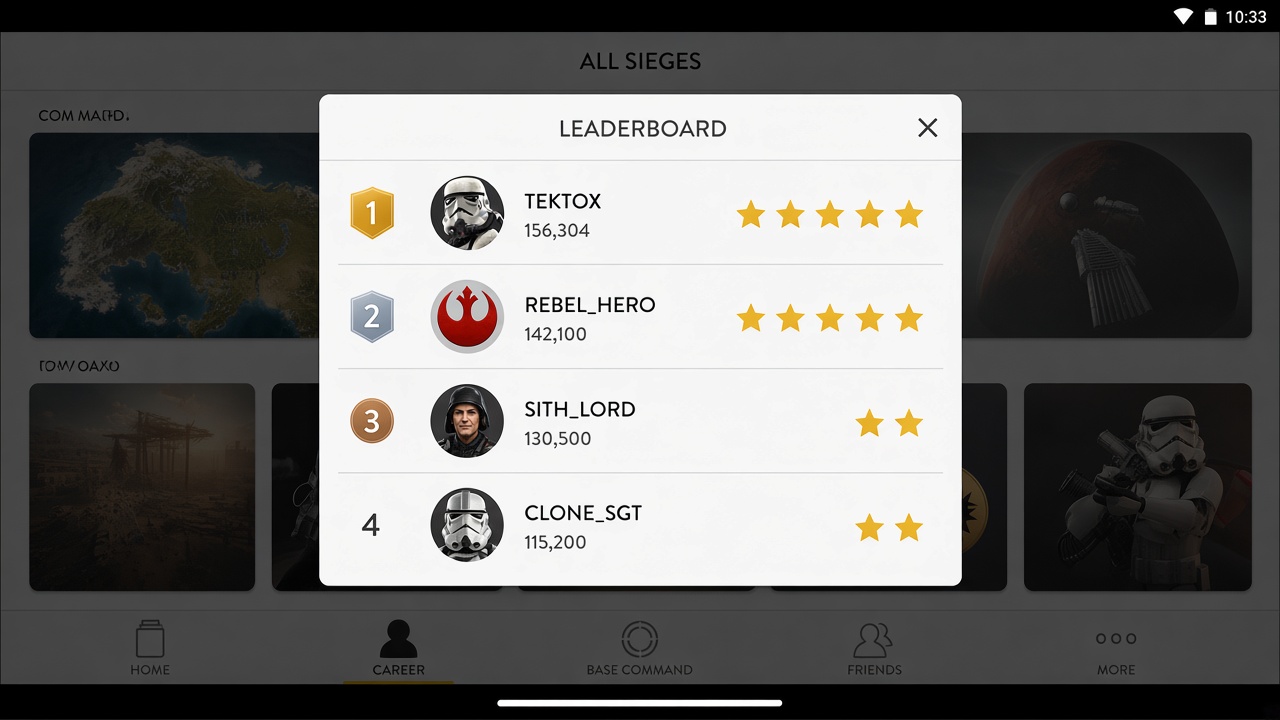 10:33
ALL SIEGES
LEADERBOARD
1
TEKTOX
156,304
2
REBEL_HERO
142,100
3
SITH_LORD
130,500
4
CLONE_SGT
115,200
HOME
CAREER
BASE COMMAND
FRIENDS
MORE